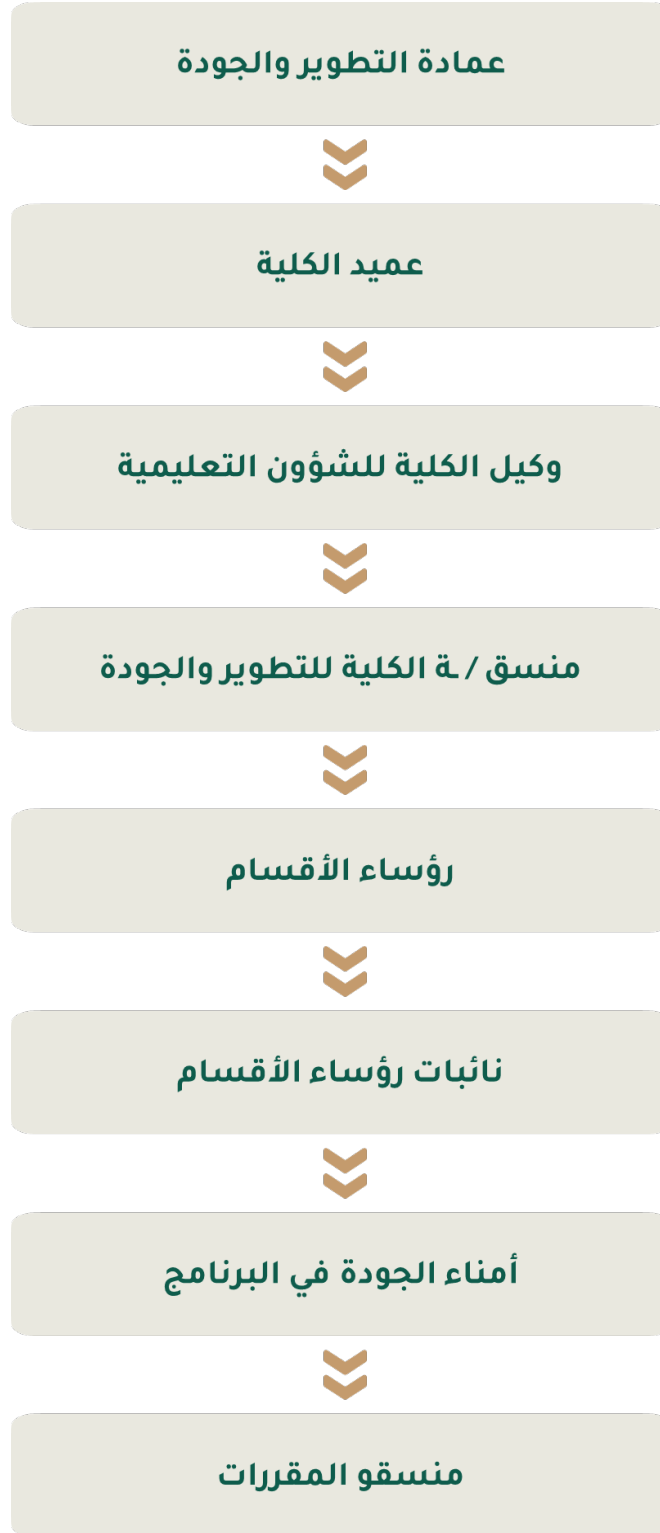 عمادة التطوير والجودة
عميد الكلية
وكيل الكلية للشؤون التعليمية
منسق / ـة الكلية للتطوير والجودة
رؤساء الأقسام
نائبات رؤساء الأقسام
أمناء الجودة في البرنامج
منسقو المقررات